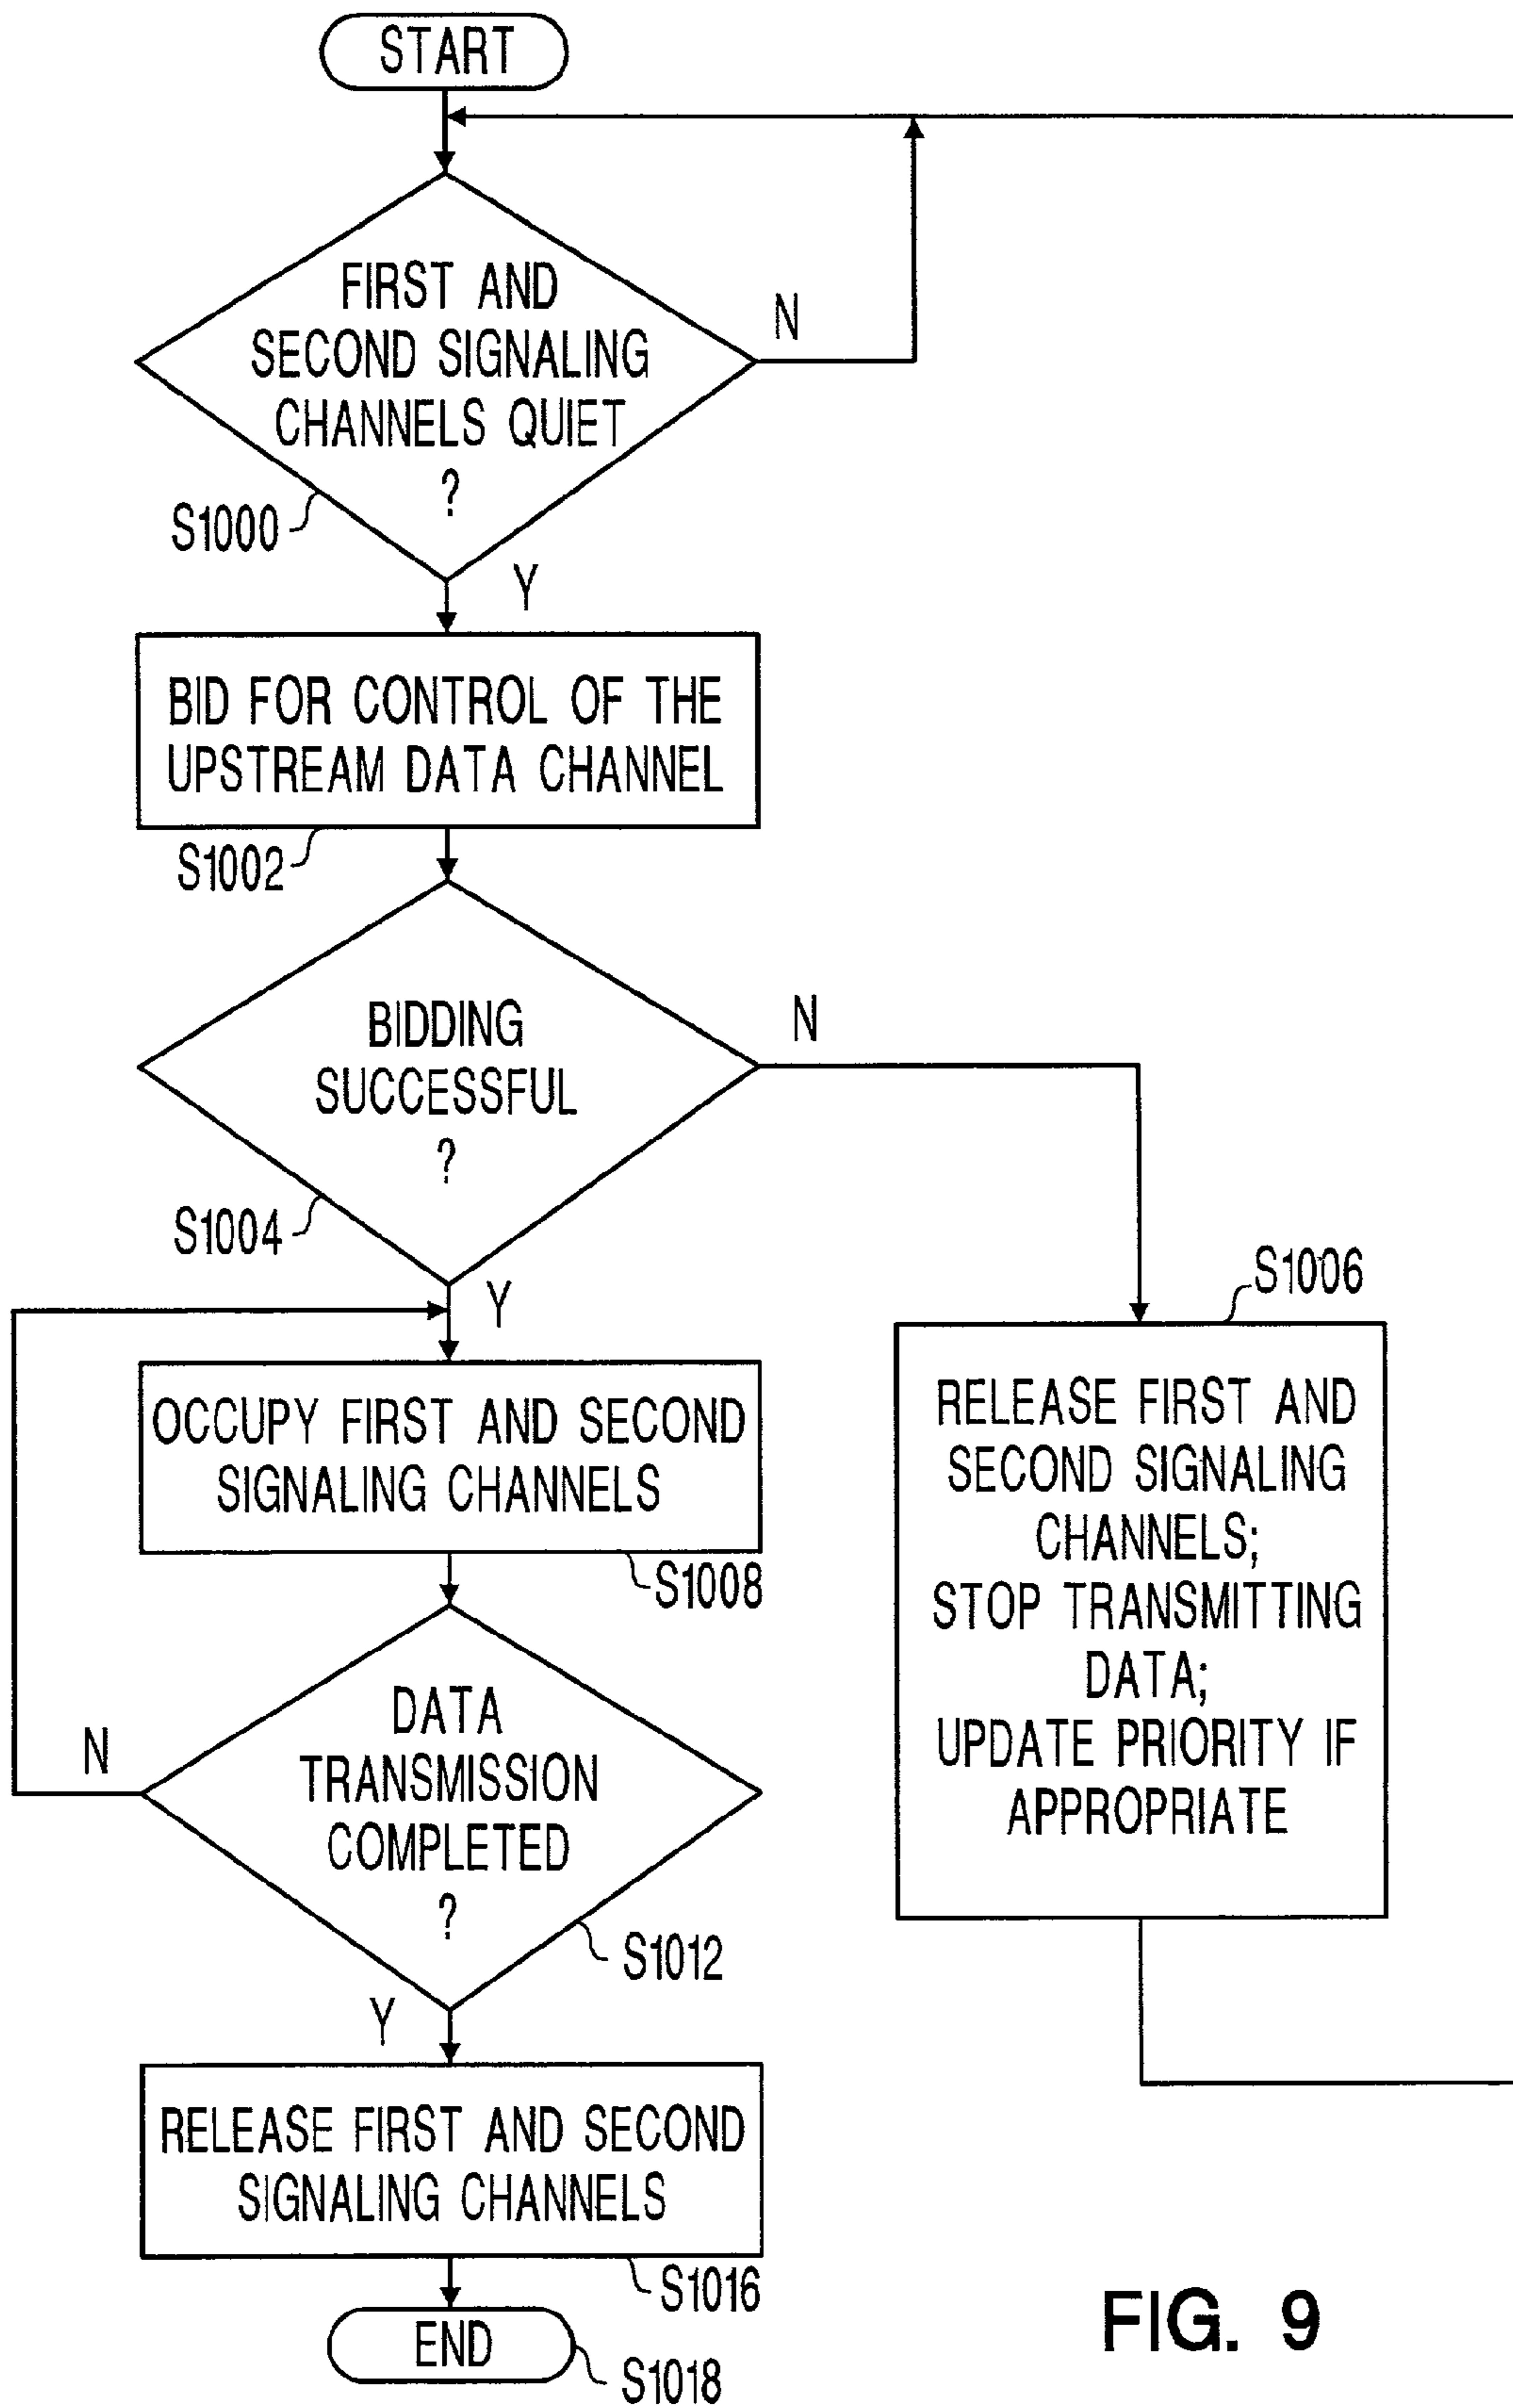 START
FIRST AND
SECOND SIGNALING
CHANNELS QUIET
?
N
S1000
Y
BID FOR CONTROL OF THE
UPSTREAM DATA CHANNEL
S1002
BIDDING
SUCCESSFUL
?
N
S1004
Y
S1006
RELEASE FIRST AND
SECOND SIGNALING
CHANNELS;
STOP TRANSMITTING
DATA;
UPDATE PRIORITY IF
APPROPRIATE
OCCUPY FIRST AND SECOND
SIGNALING CHANNELS
S1008
DATA
TRANSMISSION
COMPLETED
?
N
S1012
Y
RELEASE FIRST AND SECOND
SIGNALING CHANNELS
S1016
END
S1018
FIG. 9